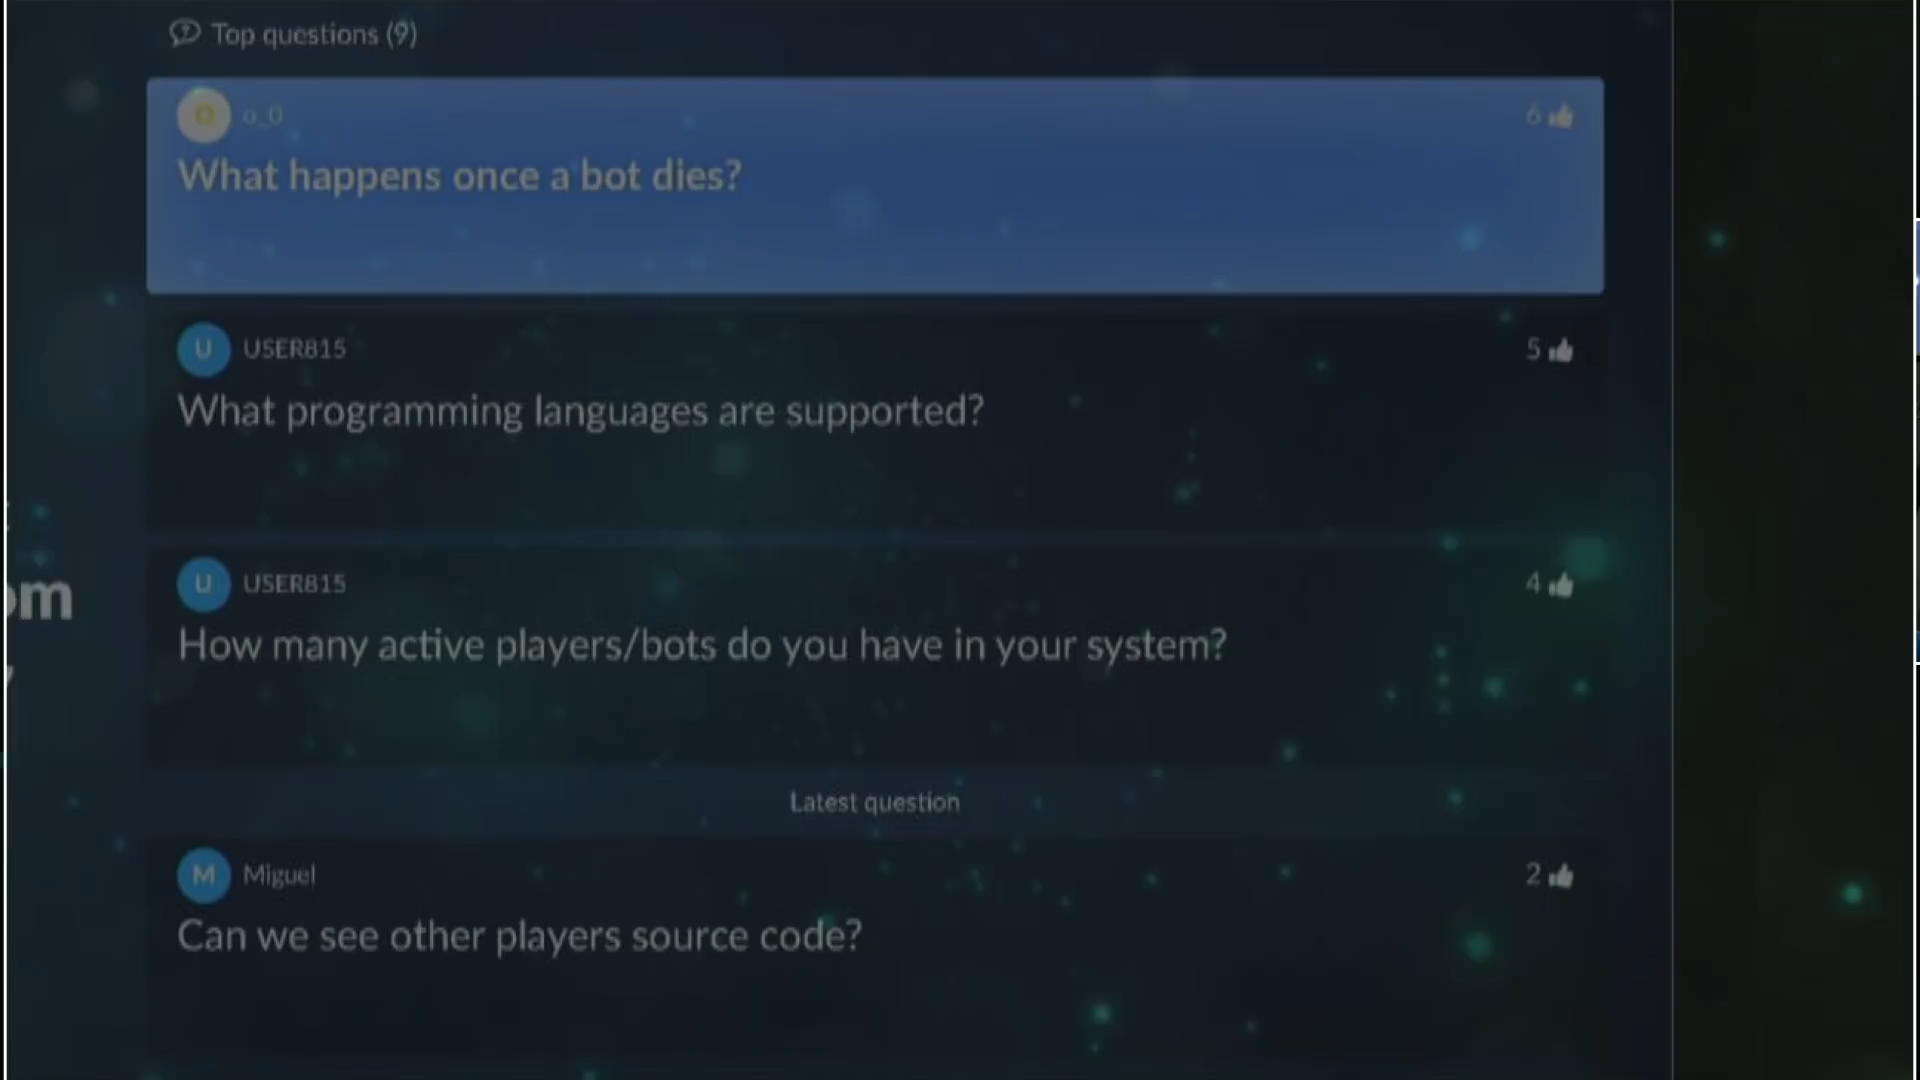 Top questions (9)
o_0
6
What happens once a bot dies?
U USER815
5
What programming languages are supported?
U USER815
4
How many active players/bots do you have in your system?
om
Latest question
M Miguel
2
Can we see other players source code?